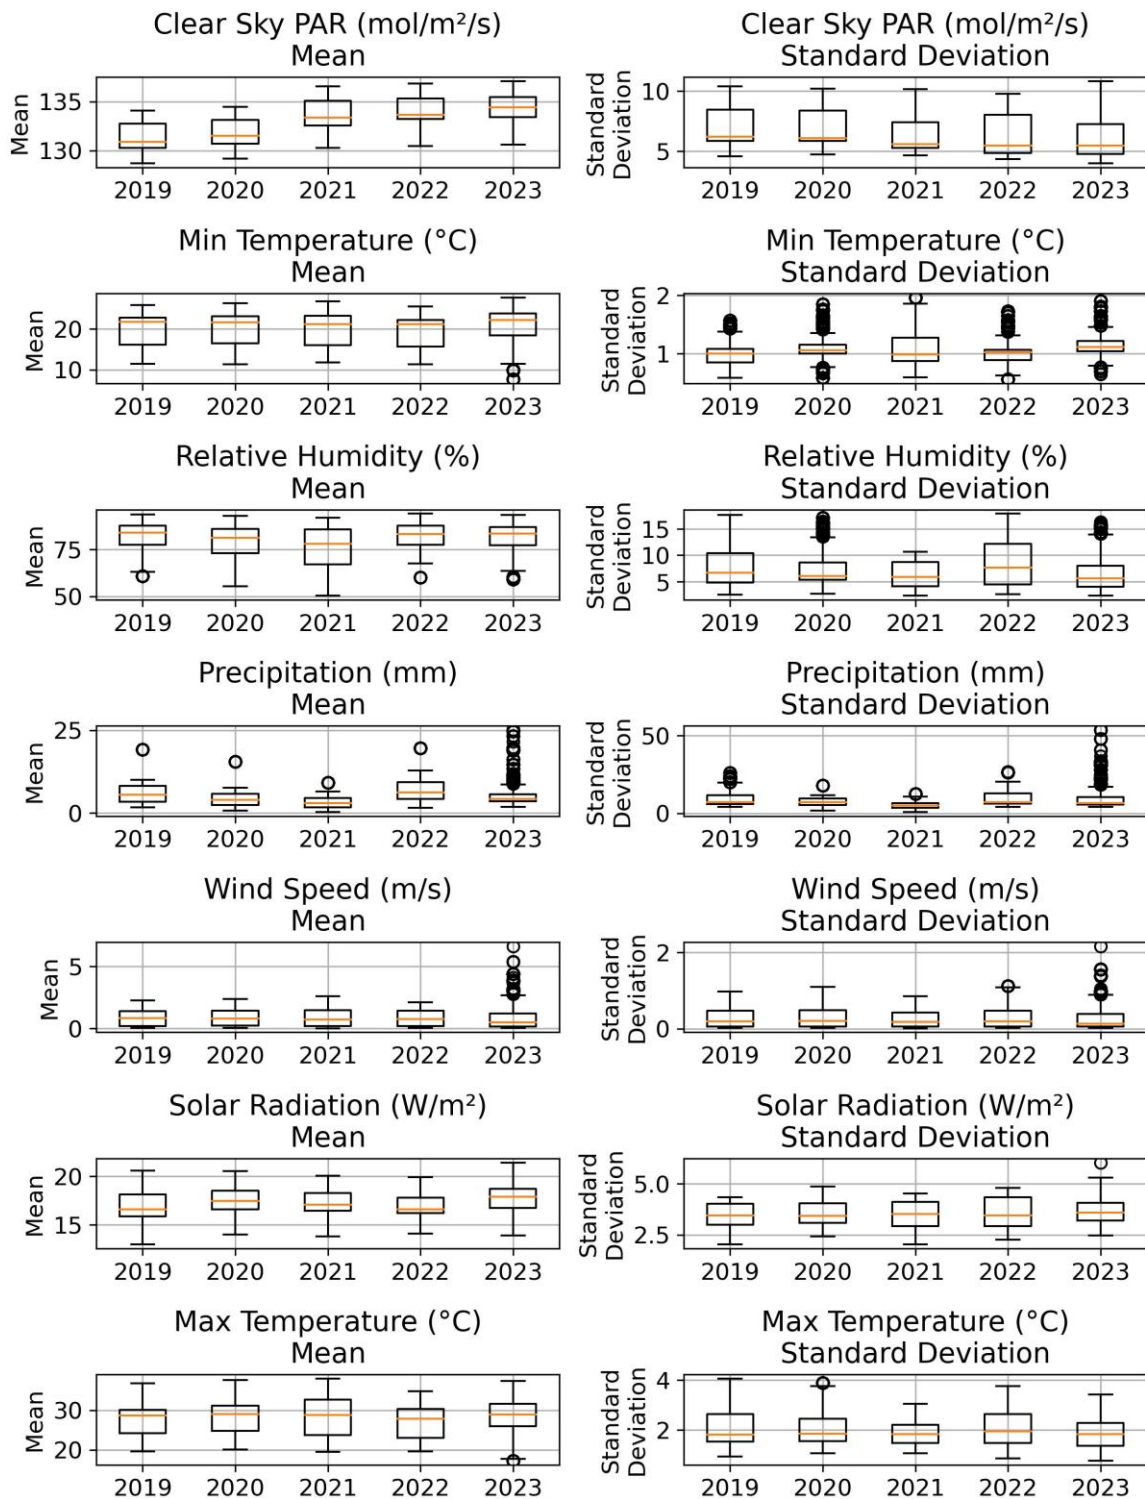 Clear Sky PAR (mol/m²/s)
Mean
Mean
135
130
2019 2020 2021 2022 2023
Clear Sky PAR (mol/m²/s)
Standard Deviation
Standard
Deviation
10
5
2019 2020 2021 2022 2023
Min Temperature (°C)
Mean
Mean
20
10
2019 2020 2021 2022 2023
Min Temperature (°C)
Standard Deviation
Standard
Deviation
2
1
2019 2020 2021 2022 2023
Relative Humidity (%)
Mean
Mean
75
50
2019 2020 2021 2022 2023
Relative Humidity (%)
Standard Deviation
Standard
Deviation
15
10
5
2019 2020 2021 2022 2023
Precipitation (mm)
Mean
Mean
25
0
2019 2020 2021 2022 2023
Precipitation (mm)
Standard Deviation
Standard
Deviation
50
0
2019 2020 2021 2022 2023
Wind Speed (m/s)
Mean
Mean
5
0
2019 2020 2021 2022 2023
Wind Speed (m/s)
Standard Deviation
Standard
Deviation
2
0
2019 2020 2021 2022 2023
Solar Radiation (W/m²)
Mean
Mean
20
15
2019 2020 2021 2022 2023
Solar Radiation (W/m²)
Standard Deviation
Standard
Deviation
5.0
2.5
2019 2020 2021 2022 2023
Max Temperature (°C)
Mean
Mean
30
20
2019 2020 2021 2022 2023
Max Temperature (°C)
Standard Deviation
Standard
Deviation
4
2
2019 2020 2021 2022 2023